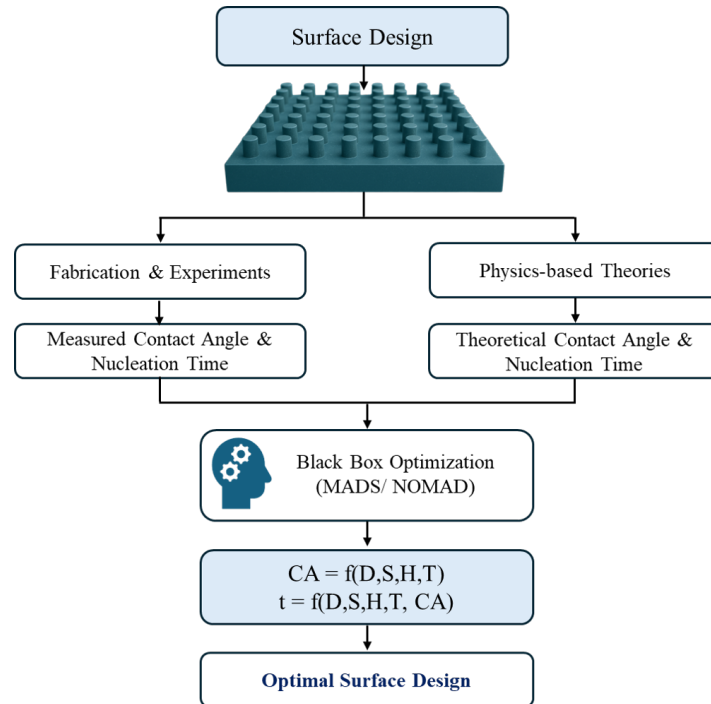 Surface Design
Fabrication & Experiments
Physics-based Theories
Measured Contact Angle &
Nucleation Time
Theoretical Contact Angle &
Nucleation Time
Black Box Optimization
(MADS/ NOMAD)
CA = f(D,S,H,T)
t = f(D,S,H,T, CA)
Optimal Surface Design